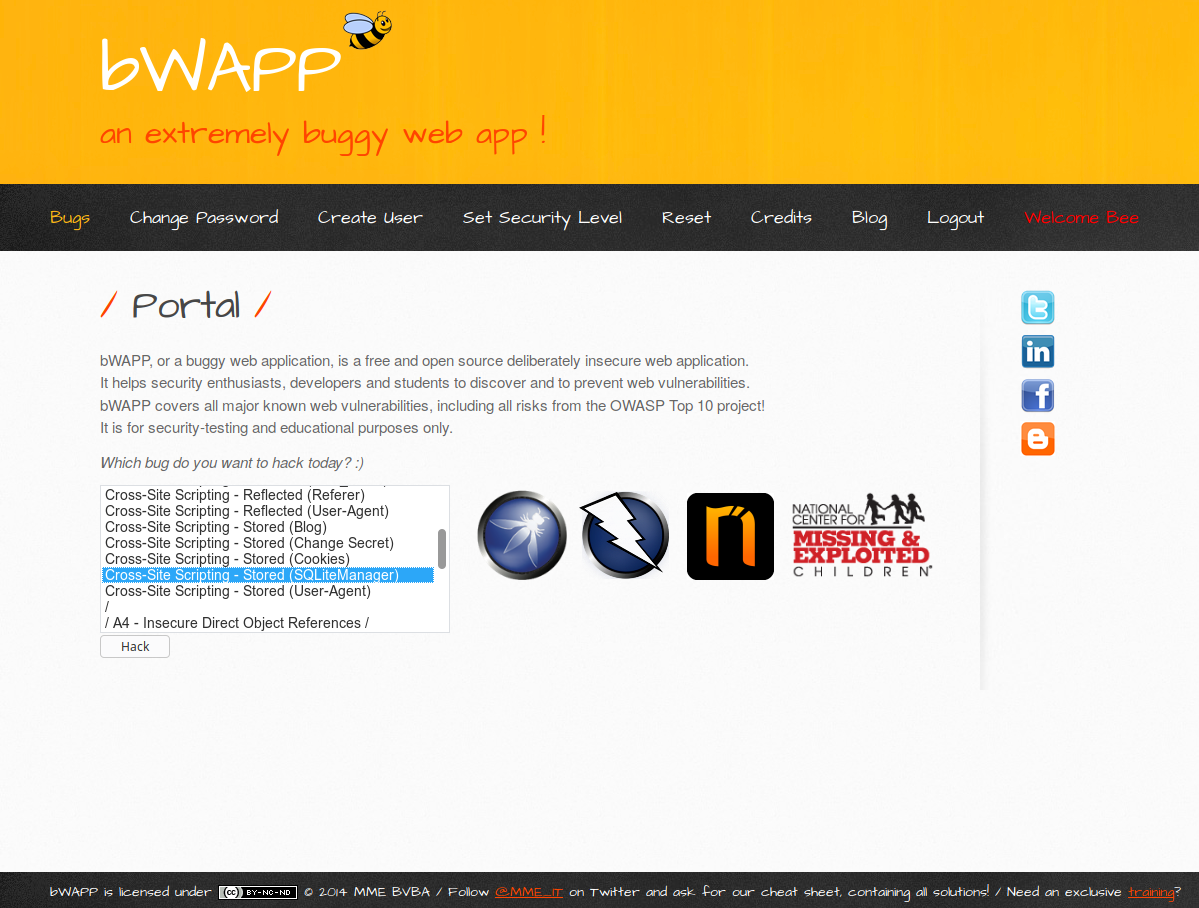 bWAPP
an extremely buggy web app !
Bugs Change Password Create User Set Security Level Reset Credits Blog Logout Welcome Bee
/ Portal /
bWAPP, or a buggy web application, is a free and open source deliberately insecure web application.
It helps security enthusiasts, developers and students to discover and to prevent web vulnerabilities.
bWAPP covers all major known web vulnerabilities, including all risks from the OWASP Top 10 project!
It is for security-testing and educational purposes only.
Which bug do you want to hack today? :)
Cross-Site Scripting - Reflected (Referer)
Cross-Site Scripting - Reflected (User-Agent)
Cross-Site Scripting - Stored (Blog)
Cross-Site Scripting - Stored (Change Secret)
Cross-Site Scripting - Stored (Cookies)
Cross-Site Scripting - Stored (SQLiteManager)
Cross-Site Scripting - Stored (User-Agent)
/
/ A4 - Insecure Direct Object References /
Hack
NATIONAL
CENTER FOR
MISSING &
EXPLOITED
CHILDREN®
bWAPP is licensed under (cc) BY-NC-ND © 2014 MME BVBA / Follow @MME_IT on Twitter and ask for our cheat sheet, containing all solutions! / Need an exclusive training?